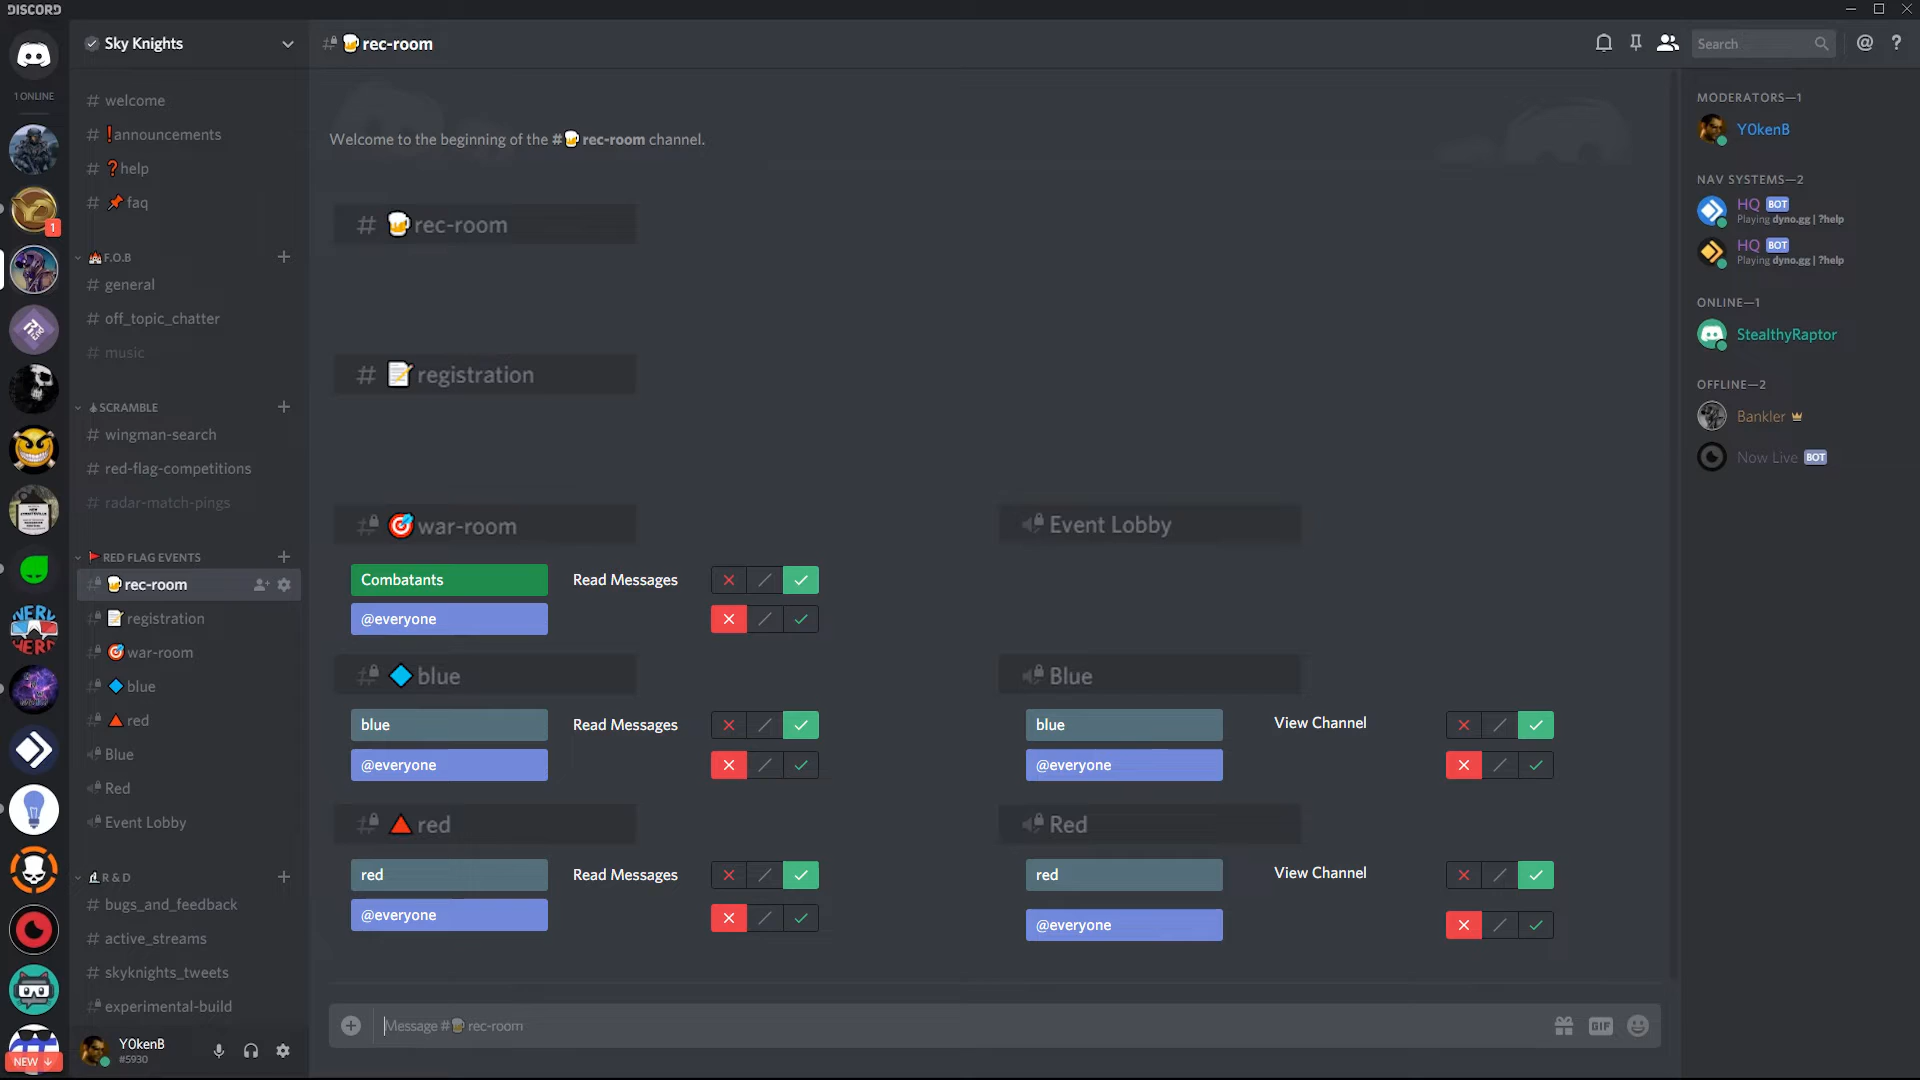 DISCORD
Sky Knights
rec-room
Search
1 ONLINE
1
NEW
welcome
announcements
help
faq
F.O.B
general
off_topic_chatter
music
SCRAMBLE
wingman-search
red-flag-competitions
radar-match-pings
RED FLAG EVENTS
rec-room
registration
war-room
blue
red
Blue
Red
Event Lobby
R & D
bugs_and_feedback
active_streams
skyknights_tweets
experimental-build
Y0kenB
#5930
Welcome to the beginning of the #rec-room channel.
# rec-room
# registration
war-room
Event Lobby
Combatants Read Messages
@everyone
blue
Blue
blue Read Messages
@everyone
blue View Channel
@everyone
red
Red
red Read Messages
@everyone
red View Channel
@everyone
Message # rec-room
GIF
MODERATORS—1
Y0kenB
NAV SYSTEMS—2
HQ BOT
Playing dyno.gg | ?help
HQ BOT
Playing dyno.gg | ?help
ONLINE—1
StealthyRaptor
OFFLINE—2
Bankler
Now Live BOT